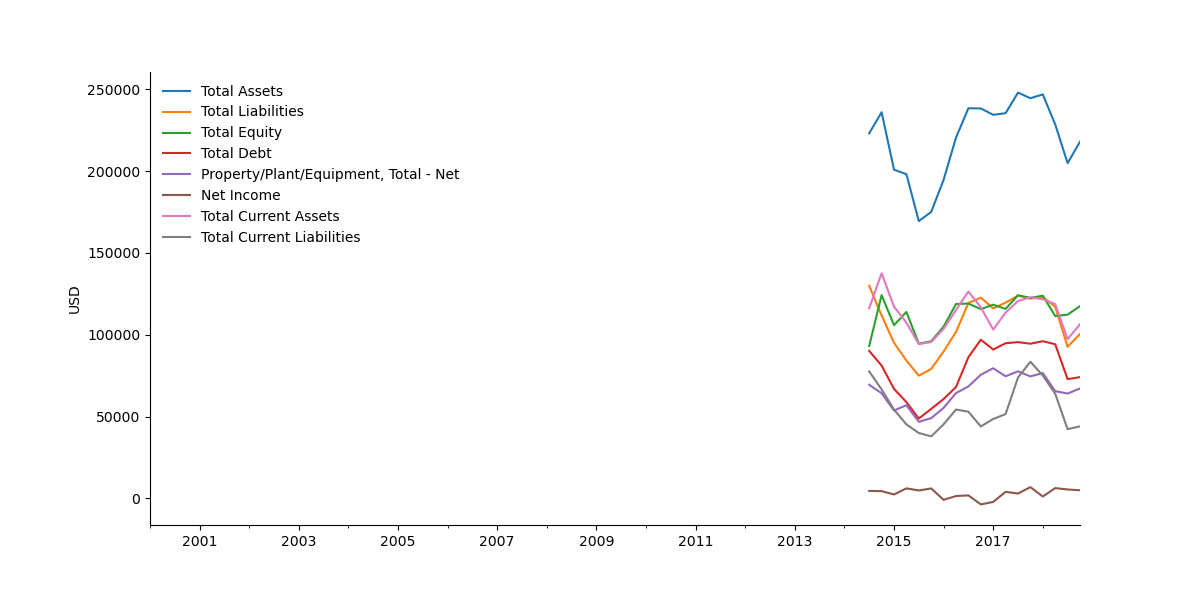 250000
200000
150000
100000
50000
0
USD
Total Assets
Total Liabilities
Total Equity
Total Debt
Property/Plant/Equipment, Total - Net
Net Income
Total Current Assets
Total Current Liabilities
2001 2003 2005 2007 2009 2011 2013 2015 2017